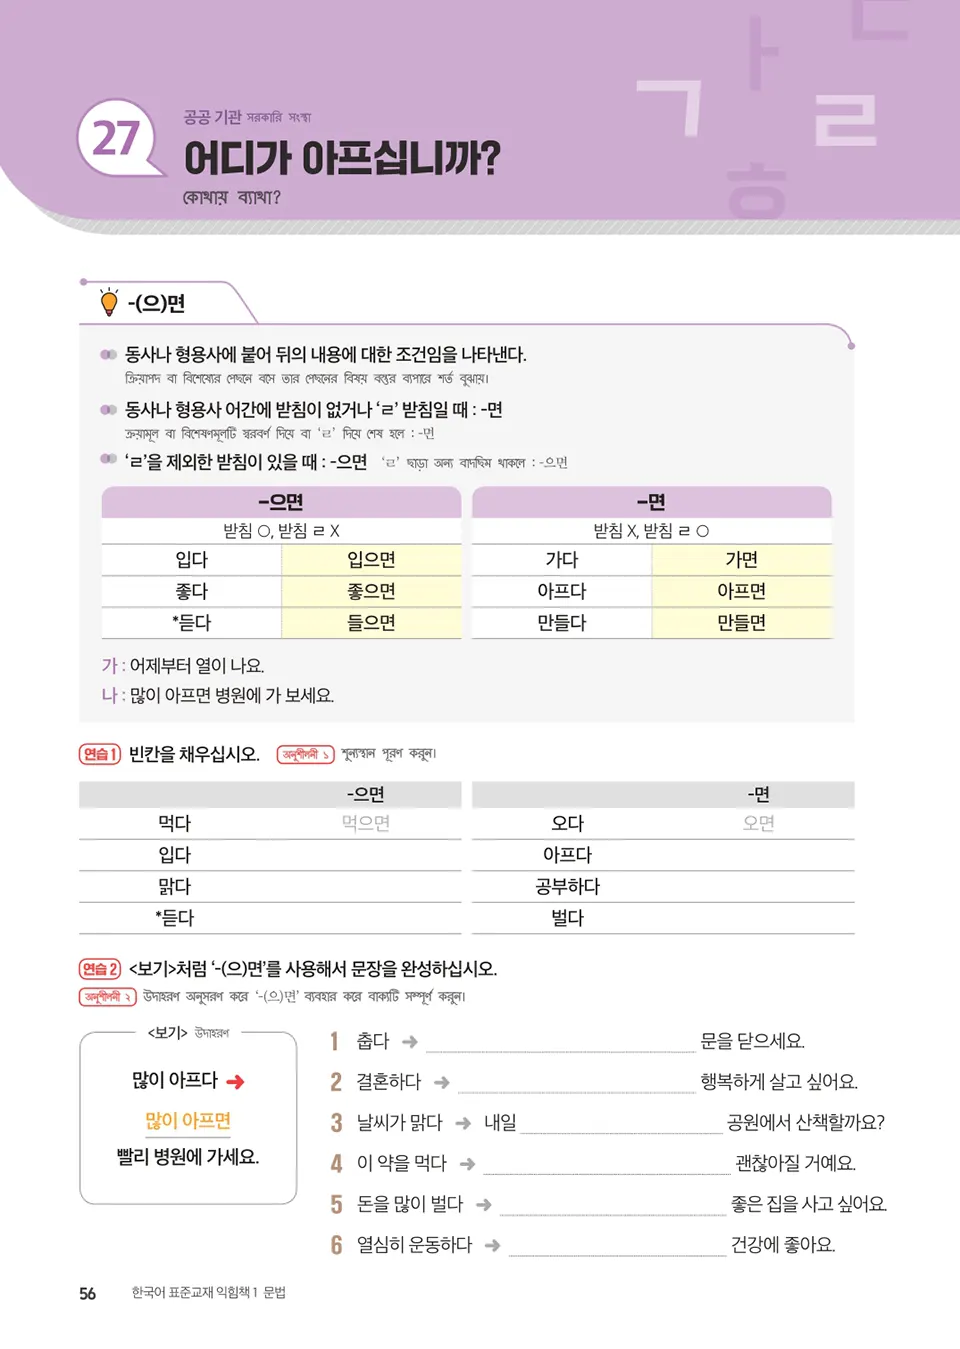 27
공공 기관 সরকারি সংস্থা
어디가 아프십니까?
কোথায় ব্যাথা?
-(으)면
동사나 형용사에 붙어 뒤의 내용에 대한 조건임을 나타낸다.
ক্রিয়াপদ বা বিশেষ্যের পেছনে বসে তার পেছনের বিষয় বস্তুর ব্যপারে শর্ত বুঝায়।
동사나 형용사 어간에 받침이 없거나 ‘ㄹ’ 받침일 때 : -면
ক্রয়ামূল বা বিশেষণমূলটি স্বরবর্ণ দিয়ে বা ‘ㄹ’ দিয়ে শেষ হলে : -면
‘ㄹ’을 제외한 받침이 있을 때 : -으면 ‘ㄹ’ ছাড়া অন্য বাদছিম থাকলে : -으면
-으면 -면
받침 O, 받침 ㄹ X 받침 X, 받침 ㄹ O
입다 입으면 가다 가면
좋다 좋으면 아프다 아프면
*듣다 들으면 만들다 만들면
가 : 어제부터 열이 나요.
나 : 많이 아프면 병원에 가 보세요.
연습 1 빈칸을 채우십시오. অনুশীলনী ১ শূন্যস্থান পূরণ করুন।
-으면 -면
먹다 먹으면 오다 오면
입다 아프다
맑다 공부하다
*듣다 벌다
연습 2 <보기>처럼 ‘-(으)면’를 사용해서 문장을 완성하십시오.
অনুশীলনী ২ উদাহরণ অনুসরণ করে ‘-(으)면’ ব্যবহার করে বাক্যটি সম্পূর্ণ করুন।
<보기> উদাহরণ
많이 아프다 ➜
많이 아프면
빨리 병원에 가세요.
1 춥다 ➜ 문을 닫으세요.
2 결혼하다 ➜ 행복하게 살고 싶어요.
3 날씨가 맑다 ➜ 내일 공원에서 산책할까요?
4 이 약을 먹다 ➜ 괜찮아질 거예요.
5 돈을 많이 벌다 ➜ 좋은 집을 사고 싶어요.
6 열심히 운동하다 ➜ 건강에 좋아요.
56 한국어 표준교재 익힘책 1 문법